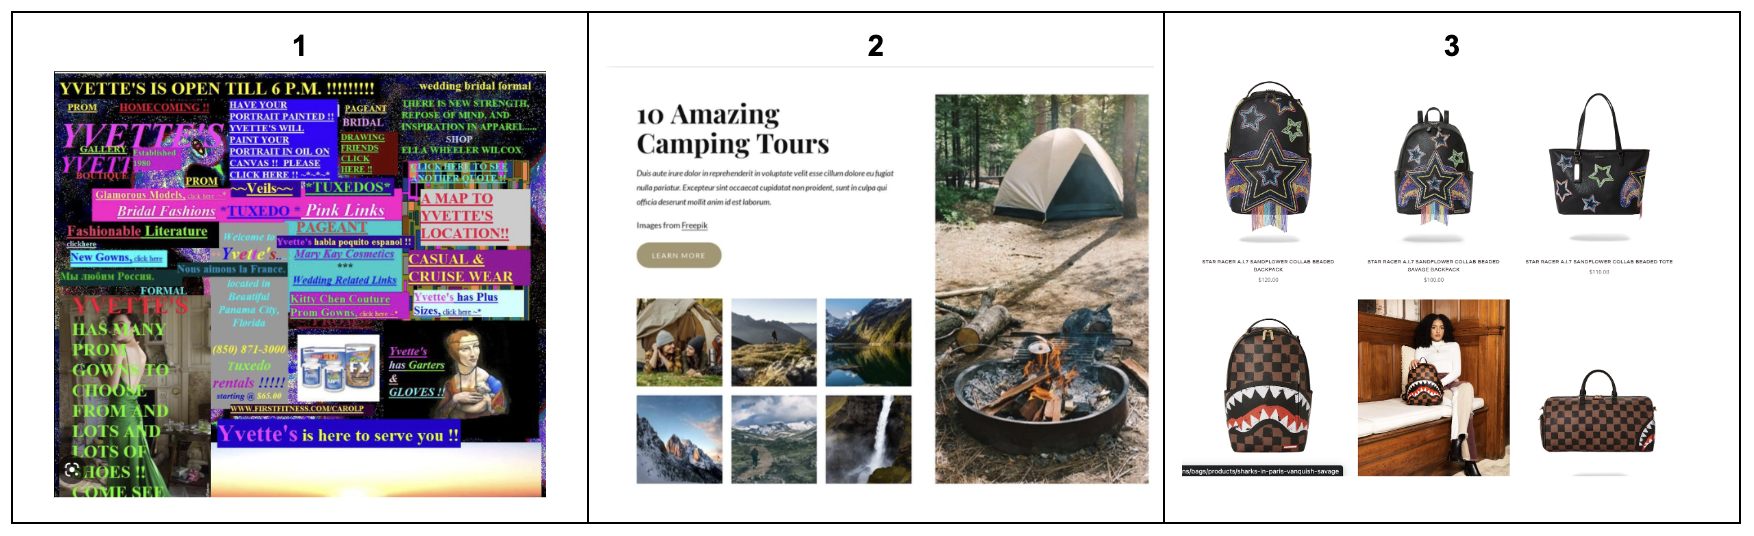 1
YVETTE'S IS OPEN TILL 6 P.M. !!!!!!!!!
wedding bridal formal
PROM
HOMECOMING !!
HAVE YOUR
PORTRAIT PAINTED !!
YVETTE'S WILL
PAINT YOUR
PORTRAIT IN OIL ON
CANVAS !! PLEASE
CLICK HERE !! ~*~*~*
PAGEANT
BRIDAL
DRAWING
FRIENDS
CLICK
HERE !!
THERE IS NEW STRENGTH,
REPOSE OF MIND, AND
INSPIRATION IN APPAREL.....
SHOP
ELLA WHEELER WILCOX
YVETTE'S
GALLERY
Established
1980
YVETT
BOUTIQUE
PROM
CLICK HERE TO SEE
ANOTHER QUOTE !!
~~Veils~~
*TUXEDOS*
Glamorous Models, click here ~*
Bridal Fashions
*TUXEDO *
Pink Links
A MAP TO
YVETTE'S
LOCATION!!
Fashionable Literature
clickhere
PAGEANT
Welcome to
Yvette's..
Yvette's habla poquito espanol !!
New Gowns, click here
Nous aimons la France.
Мы любим Россия.
Mary Kay Cosmetics
***
Wedding Related Links
CASUAL &
CRUISE WEAR
located in
Beautiful
Panama City,
Florida
FORMAL
Kitty Chen Couture
Prom Gowns, click here ~*
Yvette's has Plus
Sizes, click here ~*
YVETTE'S
HAS MANY
PROM
GOWNS TO
CHOOSE
FROM AND
LOTS AND
LOTS OF
SHOES !!
COME SEE
(850) 871-3000
Tuxedo
rentals !!!!!
starting @ $65.00
FX
Yvette's
has Garters
&
GLOVES !!
WWW.FIRSTFITNESS.COM/CAROLP
Yvette's is here to serve you !!
2
10 Amazing
Camping Tours
Duis aute irure dolor in reprehenderit in voluptate velit esse cillum dolore eu fugiat
nulla pariatur. Excepteur sint occaecat cupidatat non proident, sunt in culpa qui
officia deserunt mollit anim id est laborum.
Images from Freepik
LEARN MORE
3
STAR RACER A.I.7 SANDFLOWER COLLAB BEADED
BACKPACK
$120.00
STAR RACER A.I.7 SANDFLOWER COLLAB BEADED
SAVAGE BACKPACK
$100.00
STAR RACER A.I.7 SANDFLOWER COLLAB BEADED TOTE
$110.00
ns/bags/products/sharks-in-paris-vanquish-savage